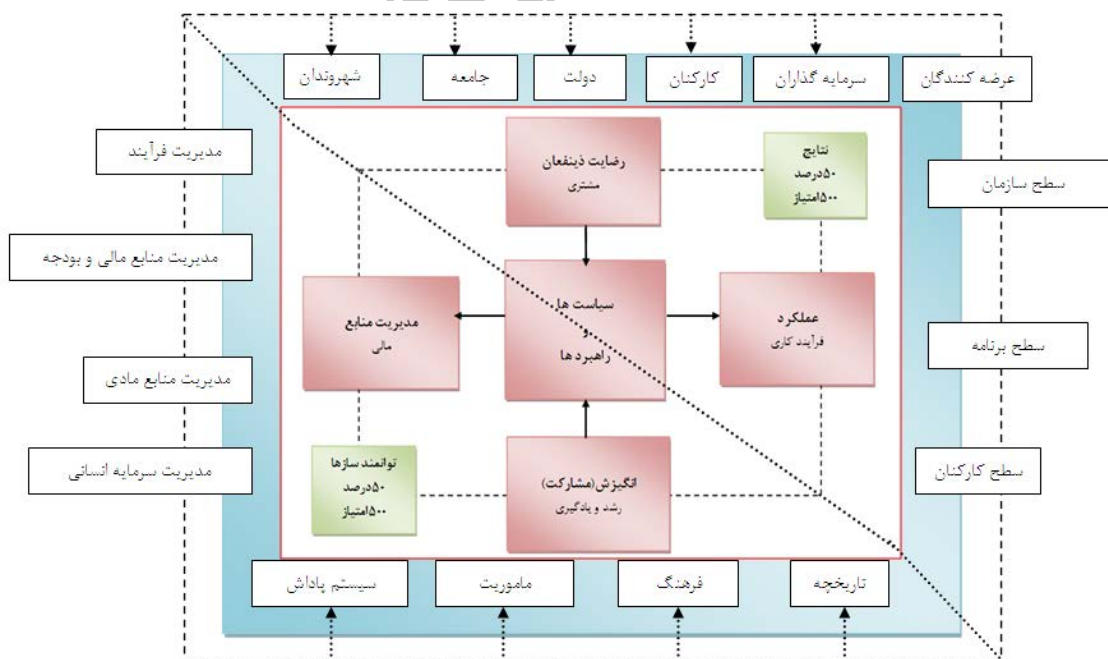 عرضه کنندگان
سرمایه گذاران
کارکنان
دولت
جامعه
شهروندان
سطح سازمان
سطح برنامه
سطح کارکنان
نتایج
۵۰درصد
۵۰۰امتیاز
رضایت ذینفعان
مشتری
عملکرد
فرآیند کاری
سیاست ها
و
راهبرد ها
مدیریت منابع
مالی
انگیزش(مشارکت)
رشد و یادگیری
توانمند سازها
۵۰درصد
۵۰۰امتیاز
مدیریت فرآیند
مدیریت منابع مالی و بودجه
مدیریت منابع مادی
مدیریت سرمایه انسانی
تاریخچه
فرهنگ
ماموریت
سیستم پاداش